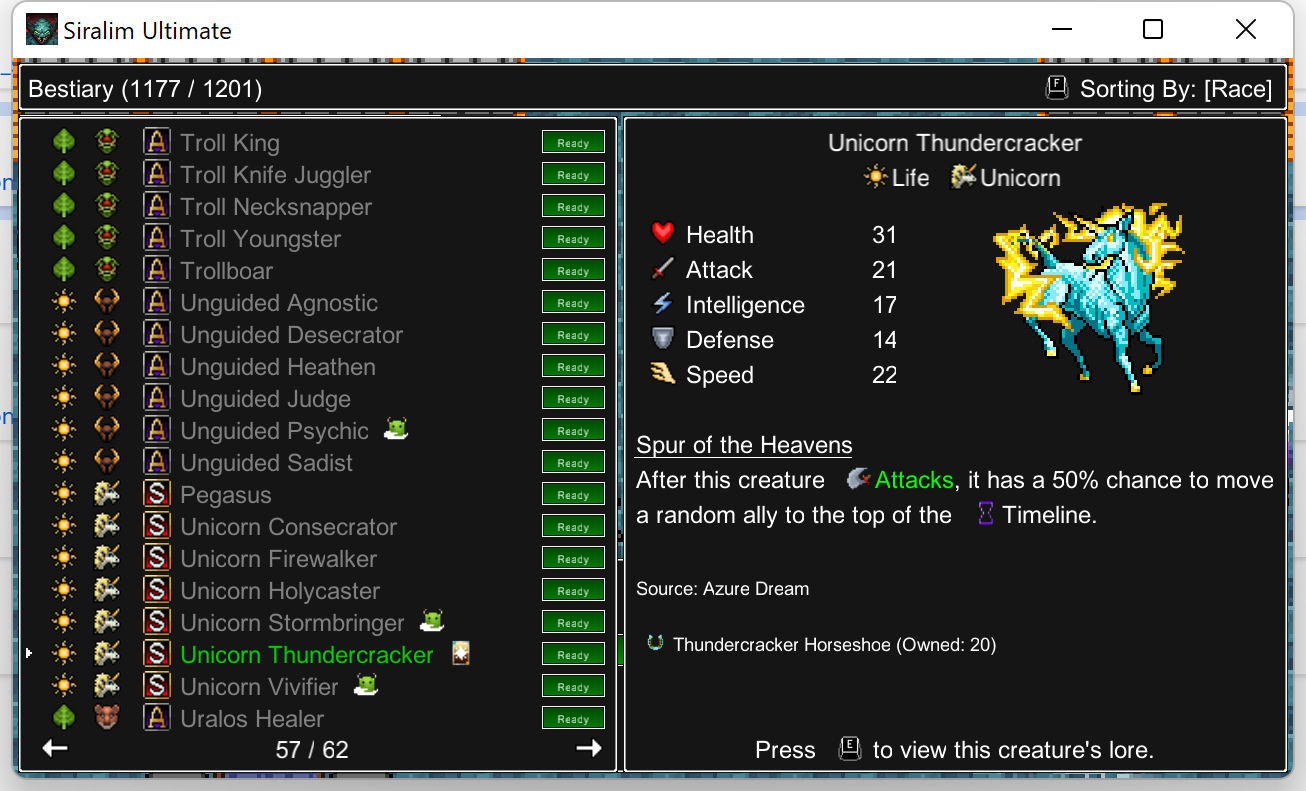 Siralim Ultimate
Bestiary (1177 / 1201)
F Sorting By: [Race]
A Troll King Ready
A Troll Knife Juggler Ready
A Troll Necksnapper Ready
A Troll Youngster Ready
A Trollboar Ready
A Unguided Agnostic Ready
A Unguided Desecrator Ready
A Unguided Heathen Ready
A Unguided Judge Ready
A Unguided Psychic Ready
A Unguided Sadist Ready
S Pegasus Ready
S Unicorn Consecrator Ready
S Unicorn Firewalker Ready
S Unicorn Holycaster Ready
S Unicorn Stormbringer Ready
S Unicorn Thundercracker Ready
S Unicorn Vivifier Ready
A Uralos Healer Ready
57 / 62
Unicorn Thundercracker
Life Unicorn
Health 31
Attack 21
Intelligence 17
Defense 14
Speed 22
Spur of the Heavens
After this creature Attacks, it has a 50% chance to move
a random ally to the top of the Timeline.
Source: Azure Dream
Thundercracker Horseshoe (Owned: 20)
Press E to view this creature's lore.